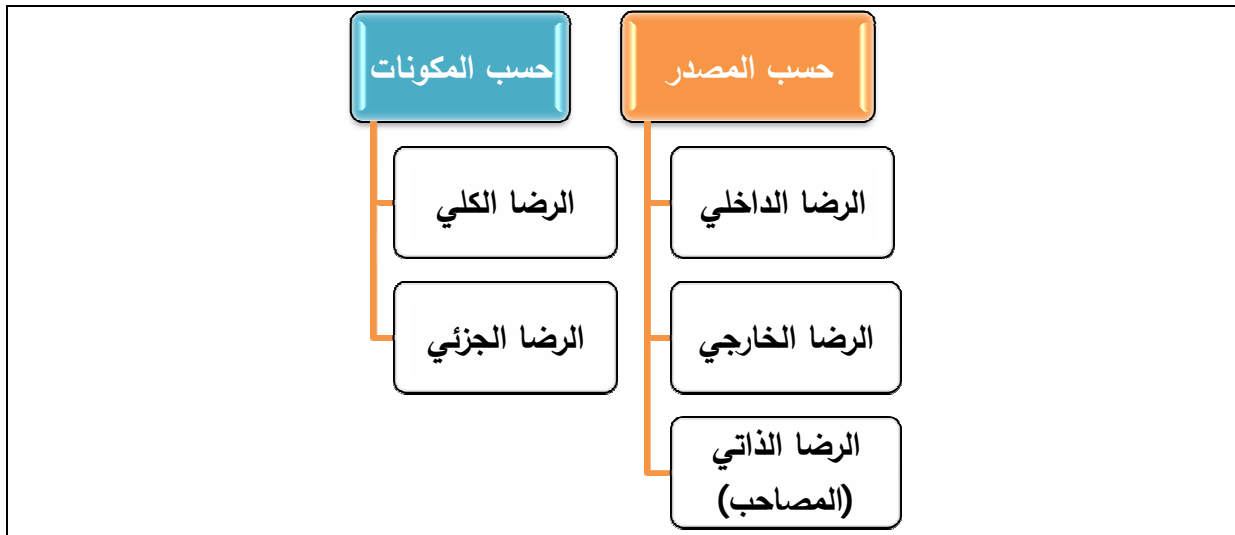 حسب المصدر
الرضا الداخلي
الرضا الخارجي
الرضا الذاتي
(المصاحب)
حسب المكونات
الرضا الكلي
الرضا الجزئي